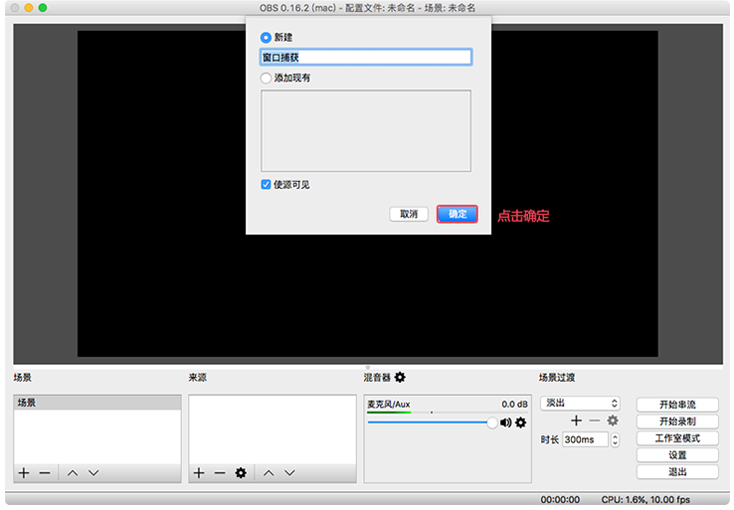 OBS 0.16.2 (mac) - 配置文件: 未命名 - 场景: 未命名
新建
窗口捕获
添加现有
使源可见
取消
确定
点击确定
场景
来源
混音器
场景过渡
场景
麦克风/Aux
0.0 dB
淡出
时长
300ms
开始串流
开始录制
工作室模式
设置
退出
00:00:00
CPU: 1.6%, 10.00 fps